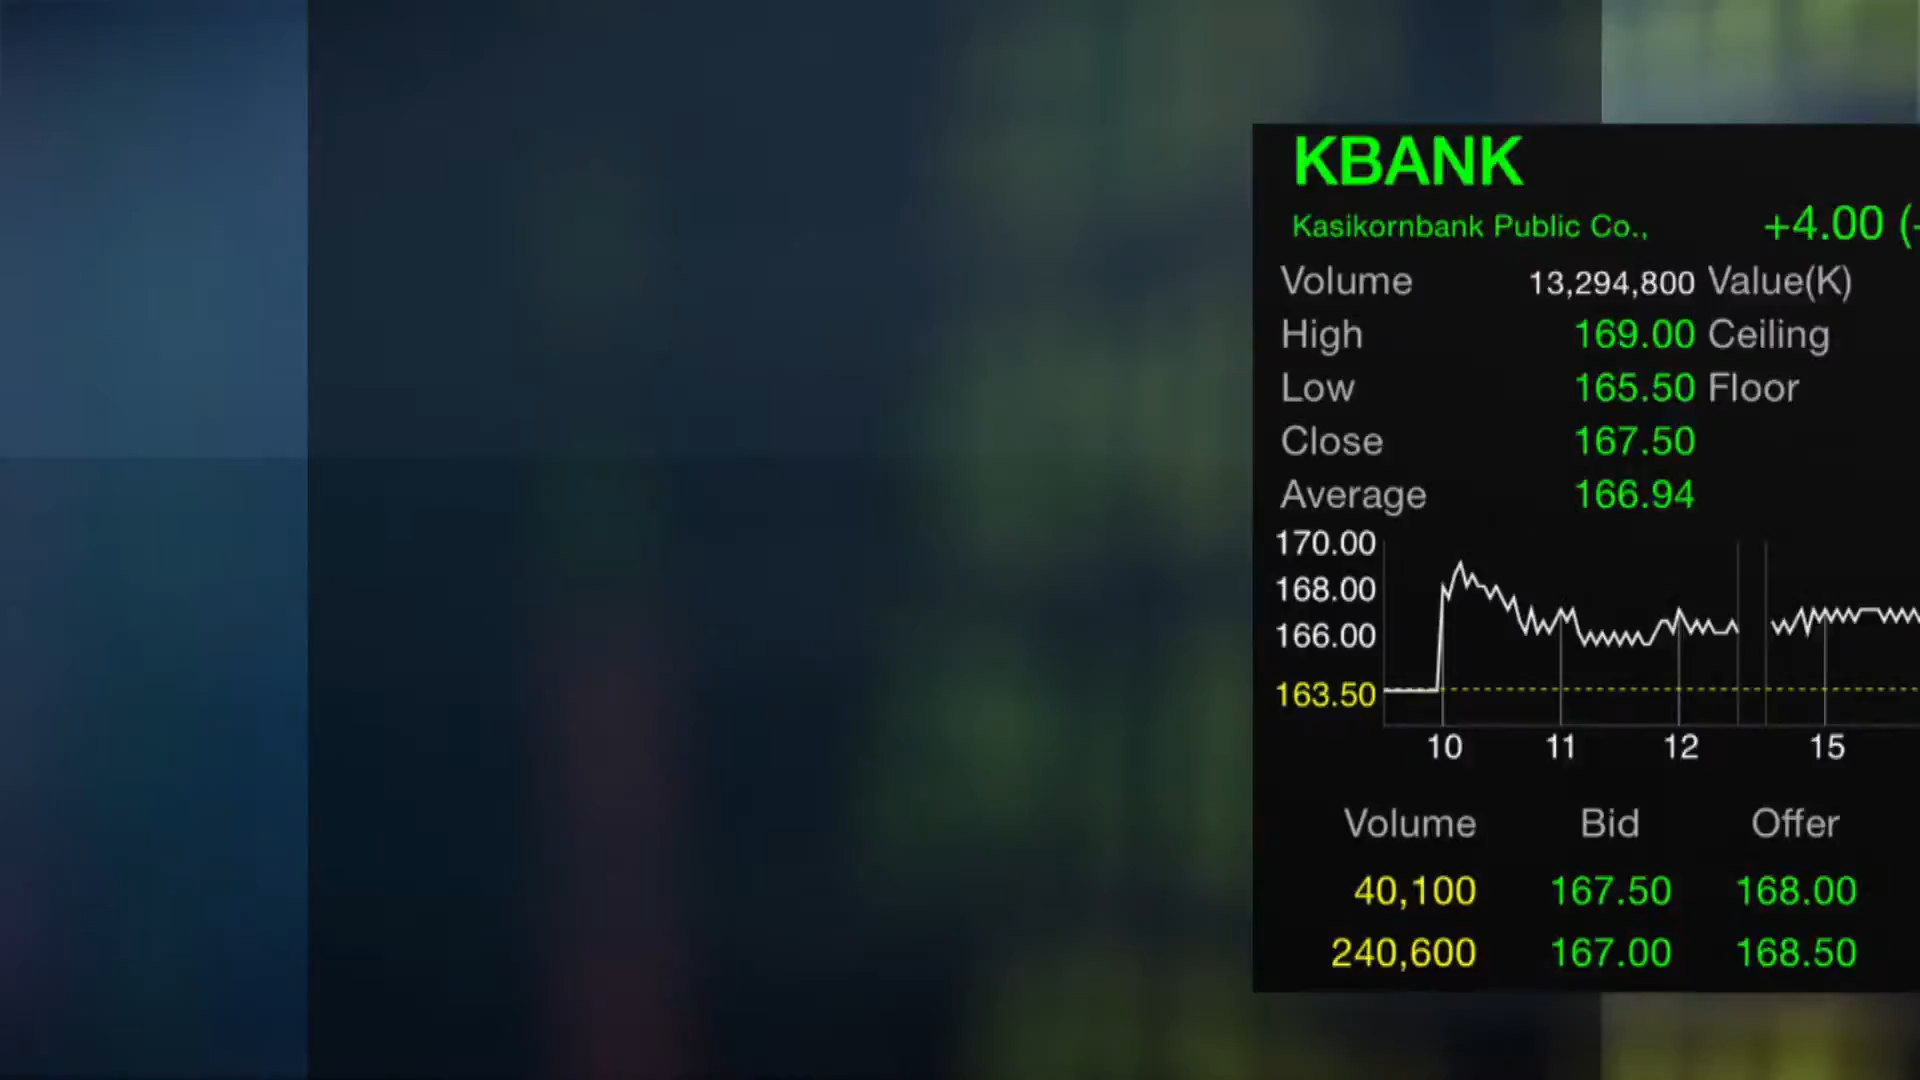 KBANK
Kasikornbank Public Co., +4.00 (
Volume 13,294,800 Value(K)
High 169.00 Ceiling
Low 165.50 Floor
Close 167.50
Average 166.94
170.00
168.00
166.00
163.50
10 11 12 15
Volume Bid Offer
40,100 167.50 168.00
240,600 167.00 168.50